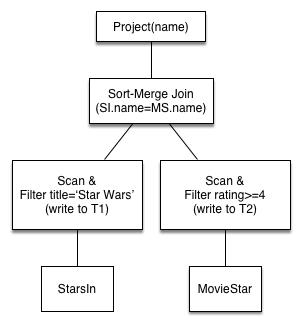 Project(name)
Sort-Merge Join
(SI.name=MS.name)
Scan &
Filter title=‘Star Wars’
(write to T1)
Scan &
Filter rating>=4
(write to T2)
StarsIn
MovieStar